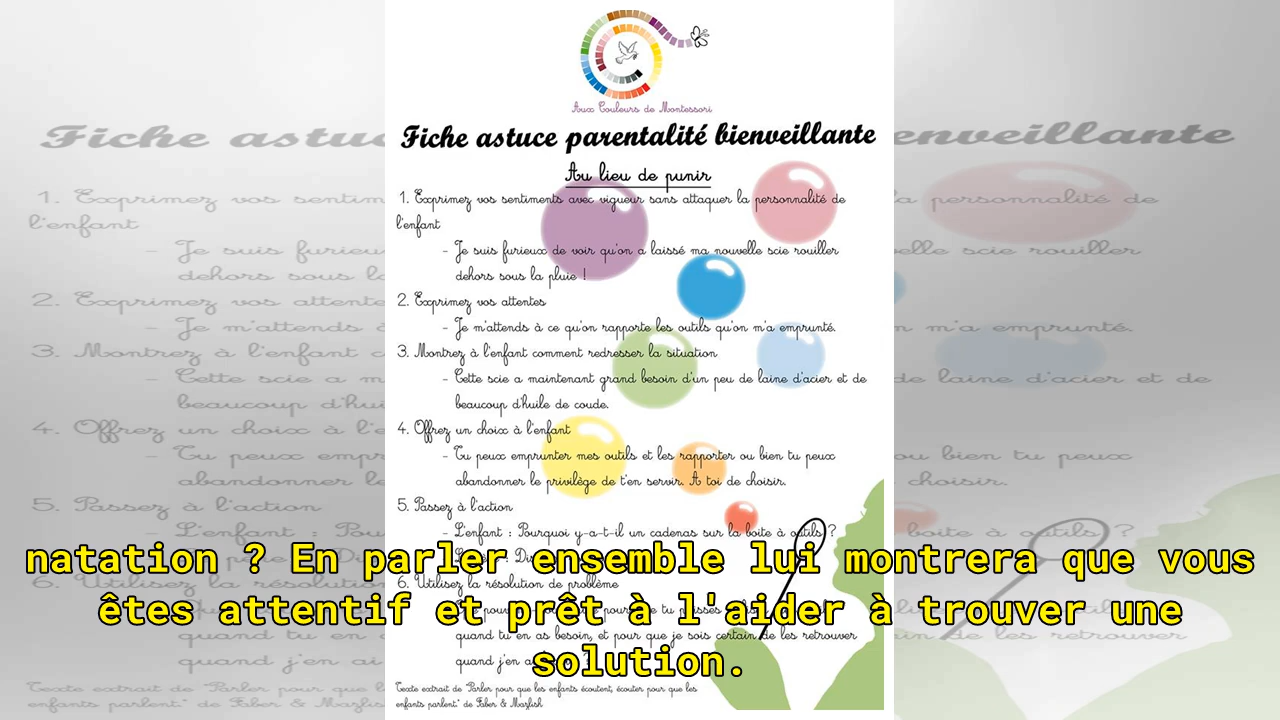 Aux Couleurs de Montessori
Fiche astuce parentalité bienveillante
Au lieu de punir
1. Exprimez vos sentiments avec vigueur sans attaquer la personnalité de
l'enfant
- Je suis furieux de voir qu'on a laissé ma nouvelle scie rouiller
dehors sous la pluie !
2. Exprimez vos attentes
- Je m'attends à ce qu'on rapporte les outils qu'on m'a emprunté.
3. Montrez à l'enfant comment redresser la situation
- Cette scie a maintenant grand besoin d'un peu de laine d'acier et de
beaucoup d'huile de coude.
4. Offrez un choix à l'enfant
- Tu peux emprunter mes outils et les rapporter ou bien tu peux
abandonner le privilège de t'en servir. A toi de choisir.
5. Passez à l'action
- L'enfant : Pourquoi y-a-t-il un cadenas sur la boite à outils ?
natation ? En parler ensemble lui montrera que vous
6. Utilisez la résolution de problème
êtes attentif et prêt à l'aider à trouver une
quand tu en as besoin, et pour que je sois certain de les retrouver
quand j'en a
solution.
Texte extrait de "Parler pour que les enfants écoutent, écouter pour que les
enfants parlent." de Faber & Mazlish